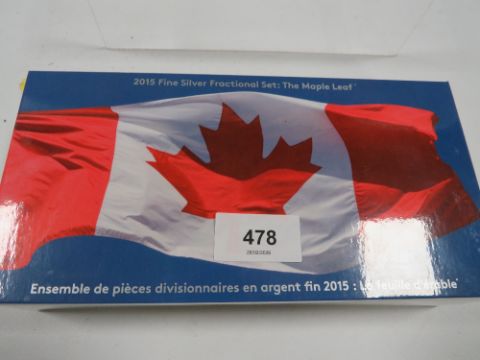 2015 Fine Silver Fractional Set: The Maple Leaf
478
Ensemble de pièces divisionnaires en argent fin 2015 : La feuille d'érable